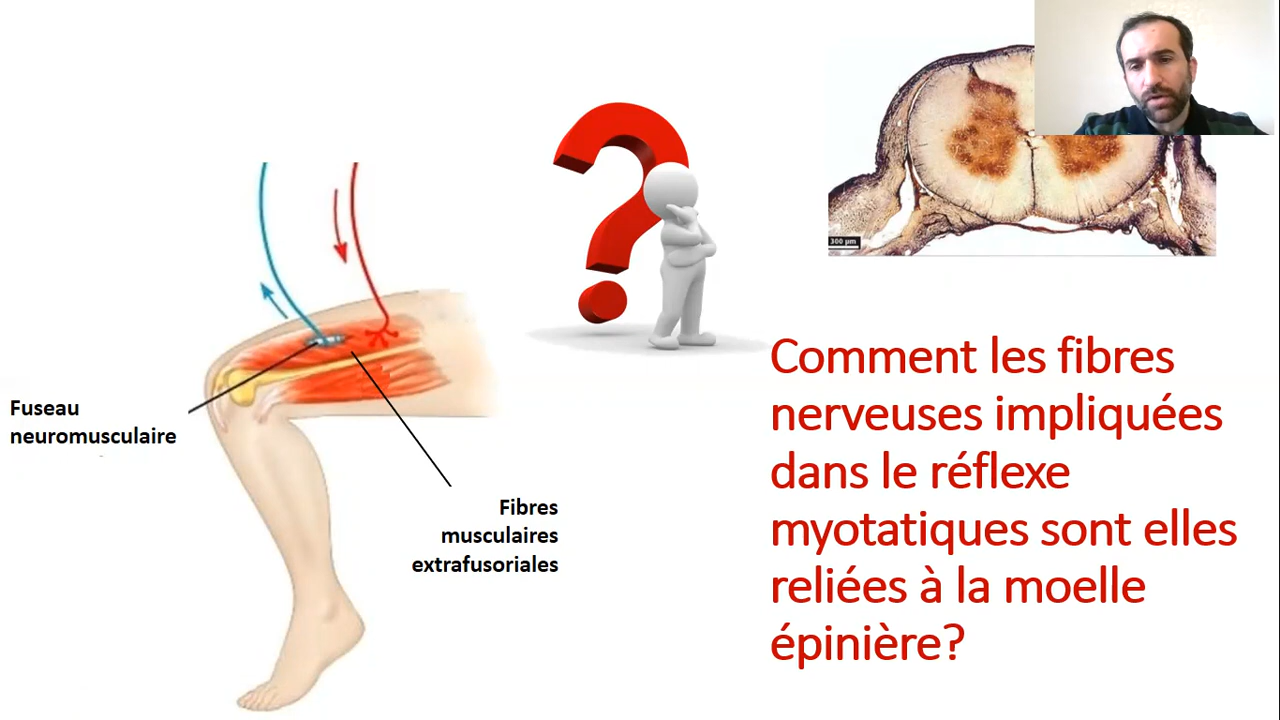 300 µm
Comment les fibres
nerveuses impliquées
dans le réflexe
myotatiques sont elles
reliées à la moelle
épinière?
Fuseau
neuromusculaire
Fibres
musculaires
extrafusoriales